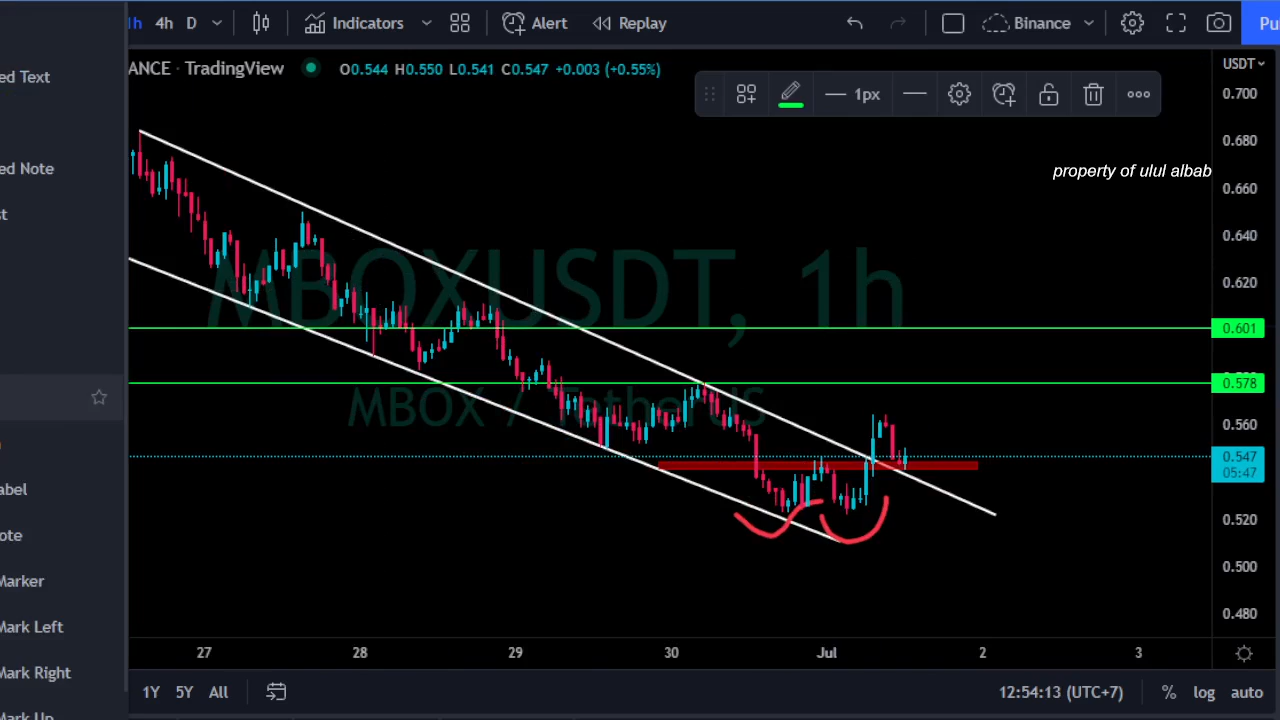 h 4h D Indicators Alert Replay Binance Pu
ANCE · TradingView O0.544 H0.550 L0.541 C0.547 +0.003 (+0.55%) USDT
ed Text
1px
0.700
0.680
ed Note
property of ulul albab
0.660
st
0.640
MBOXUSDT, 1h
0.620
0.601
0.578
MBOX / TetherUS
0.560
0.547
05:47
abel
0.520
ote
0.500
Marker
0.480
Mark Left
27 28 29 30 Jul 2 3
Mark Right
1Y 5Y All 12:54:13 (UTC+7) % log auto
Mark Up